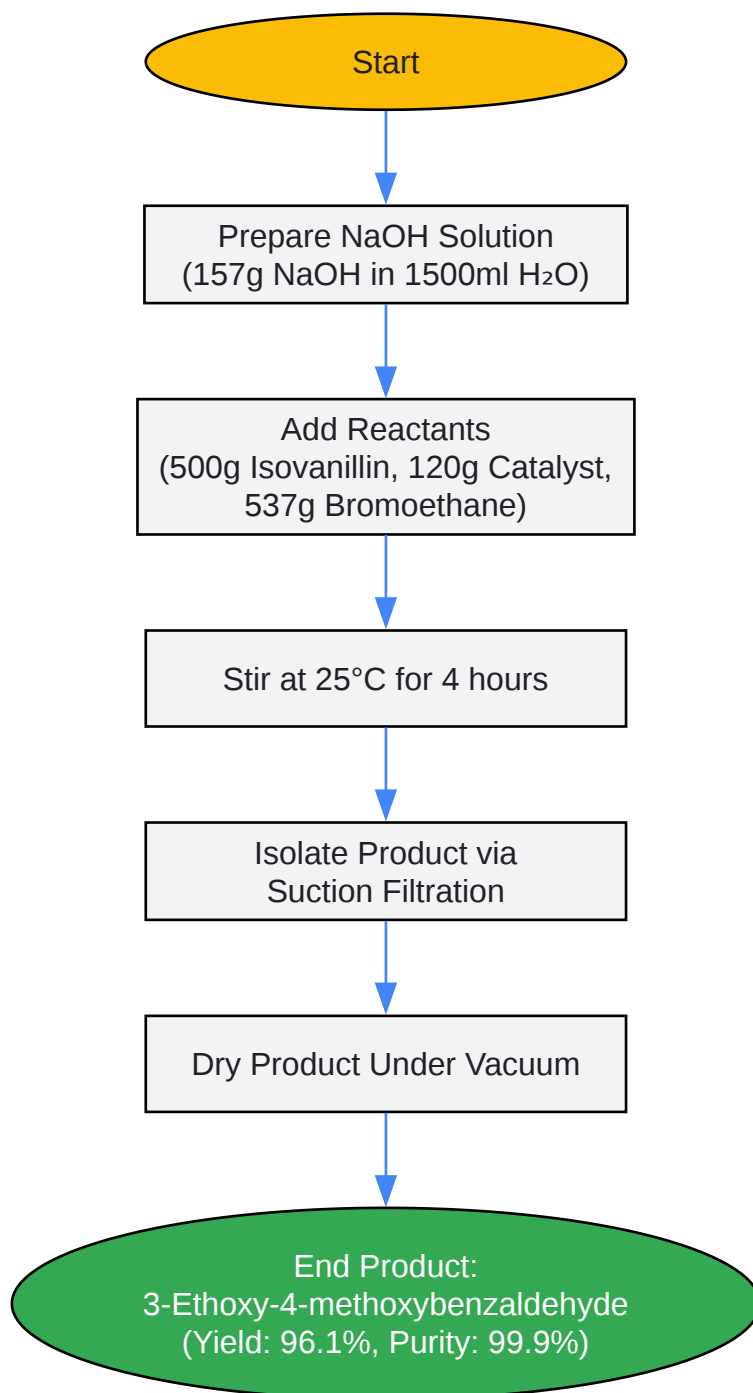 Start
Prepare NaOH Solution
(157g NaOH in 1500ml H₂O)
Add Reactants
(500g Isovanillin, 120g Catalyst,
537g Bromoethane)
Stir at 25°C for 4 hours
Isolate Product via
Suction Filtration
Dry Product Under Vacuum
End Product:
3-Ethoxy-4-methoxybenzaldehyde
(Yield: 96.1%, Purity: 99.9%)